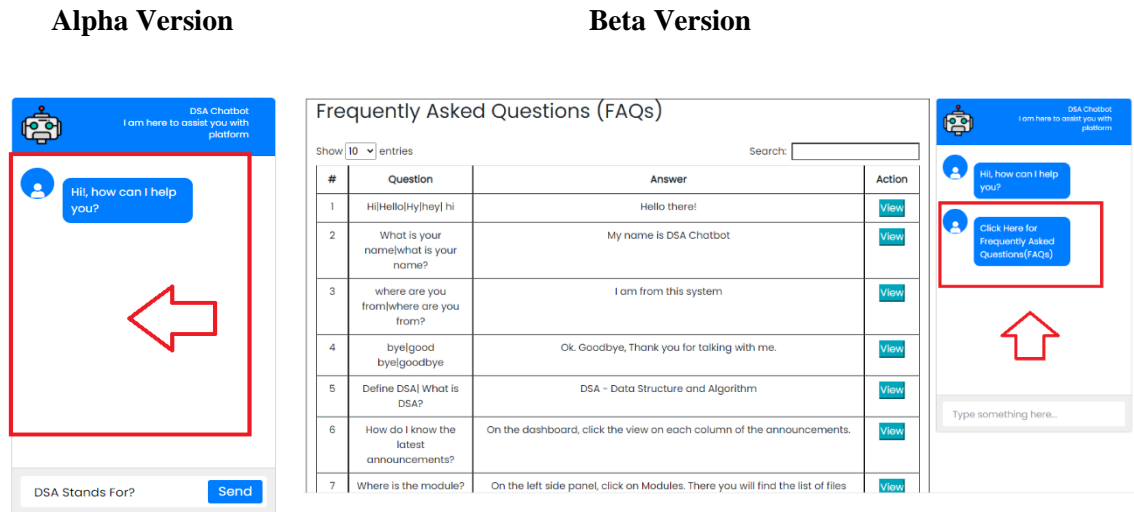 Alpha Version
Beta Version
DSA Chatbot
I am here to assist you with
platform
Hi!, how can I help
you?
DSA Stands For?
Send
Frequently Asked Questions (FAQs)
Show 10 entries
Search:
# Question Answer Action
1 Hi|Hello|Hy|hey| hi Hello there! View
2 What is your
name|what is your
name?
My name is DSA Chatbot View
3 where are you
from|where are you
from?
I am from this system View
4 bye|good
bye|goodbye
Ok. Goodbye, Thank you for talking with me. View
5 Define DSA| What is
DSA?
DSA - Data Structure and Algorithm View
6 How do I know the
latest
announcements?
On the dashboard, click the view on each column of the announcements. View
7 Where is the module? On the left side panel, click on Modules. There you will find the list of files View
DSA Chatbot
I am here to assist you with
platform
Hi!, how can I help
you?
Click Here for
Frequently Asked
Questions(FAQs)
Type something here...